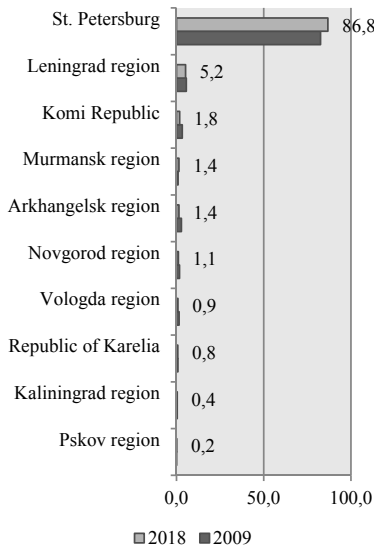 St. Petersburg 86,8
Leningrad region 5,2
Komi Republic 1,8
Murmansk region 1,4
Arkhangelsk region 1,4
Novgorod region 1,1
Vologda region 0,9
Republic of Karelia 0,8
Kaliningrad region 0,4
Pskov region 0,2
0,0 50,0 100,0
2018 2009